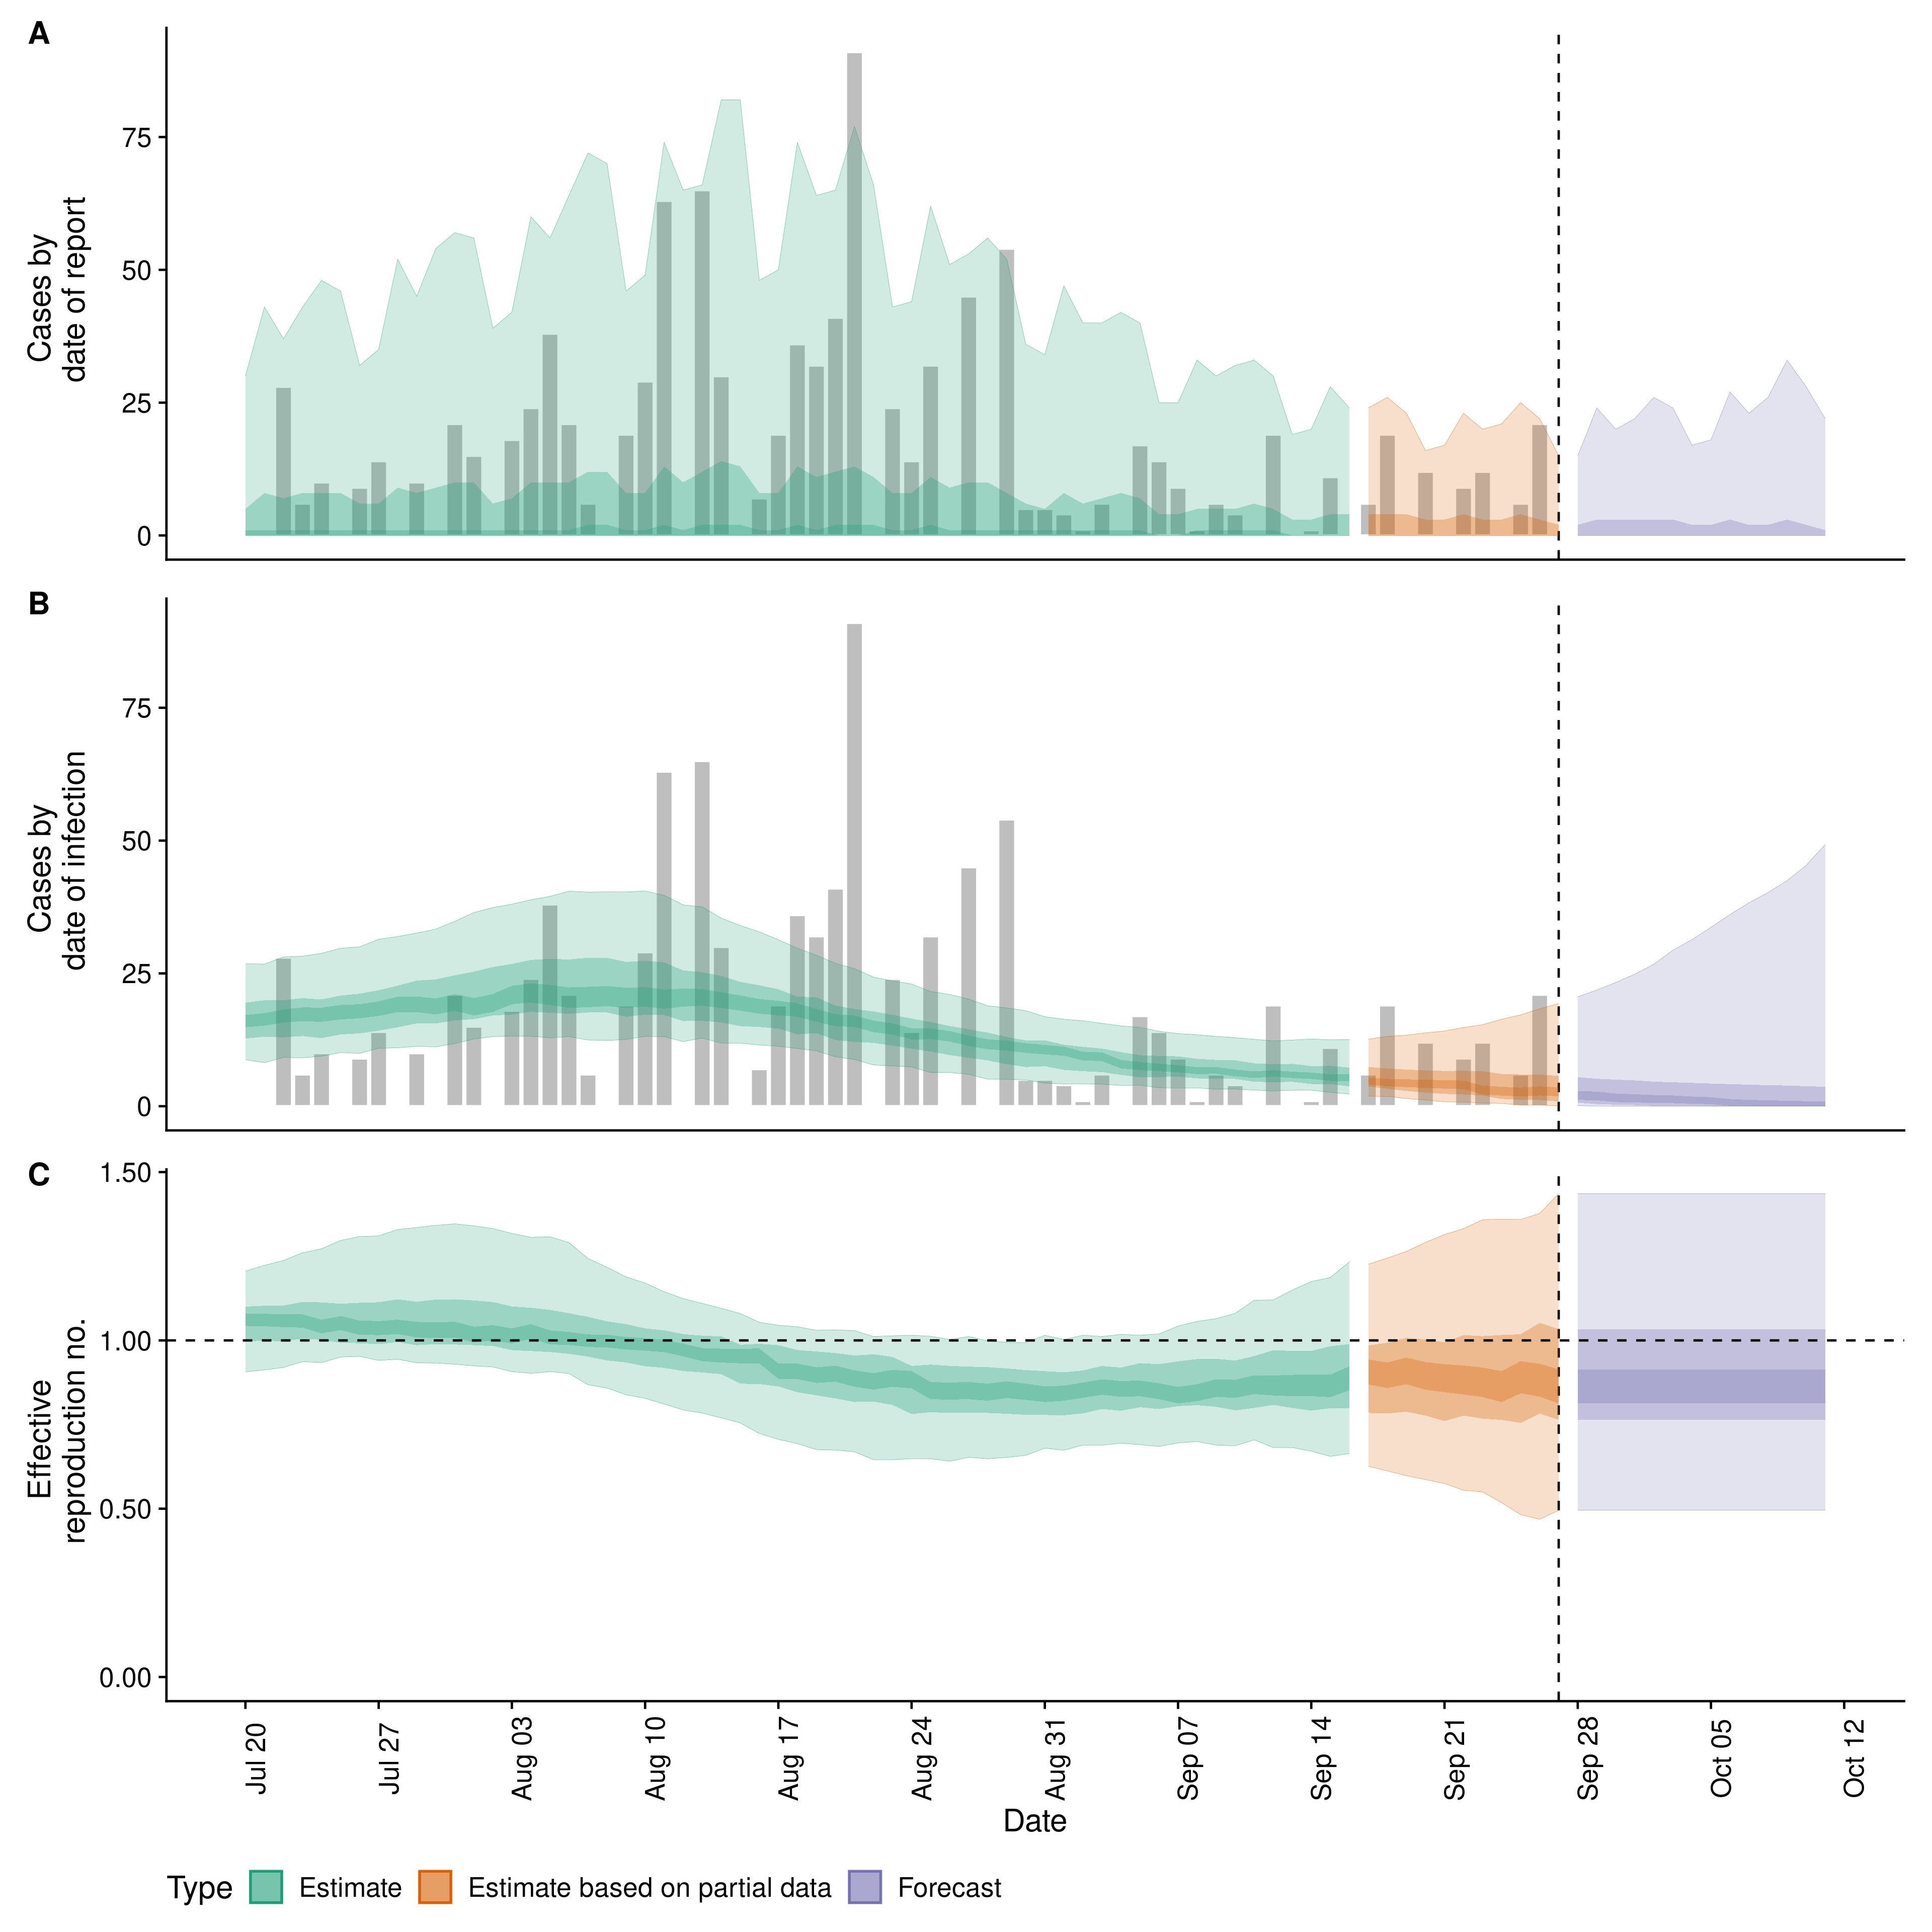 A
Cases by
date of report
75
50
25
0
B
Cases by
date of infection
75
50
25
0
C
Effective
reproduction no.
1.50
1.00
0.50
0.00
Jul 20
Jul 27
Aug 03
Aug 10
Aug 17
Aug 24
Aug 31
Sep 07
Sep 14
Sep 21
Sep 28
Oct 05
Oct 12
Date
Type Estimate Estimate based on partial data Forecast